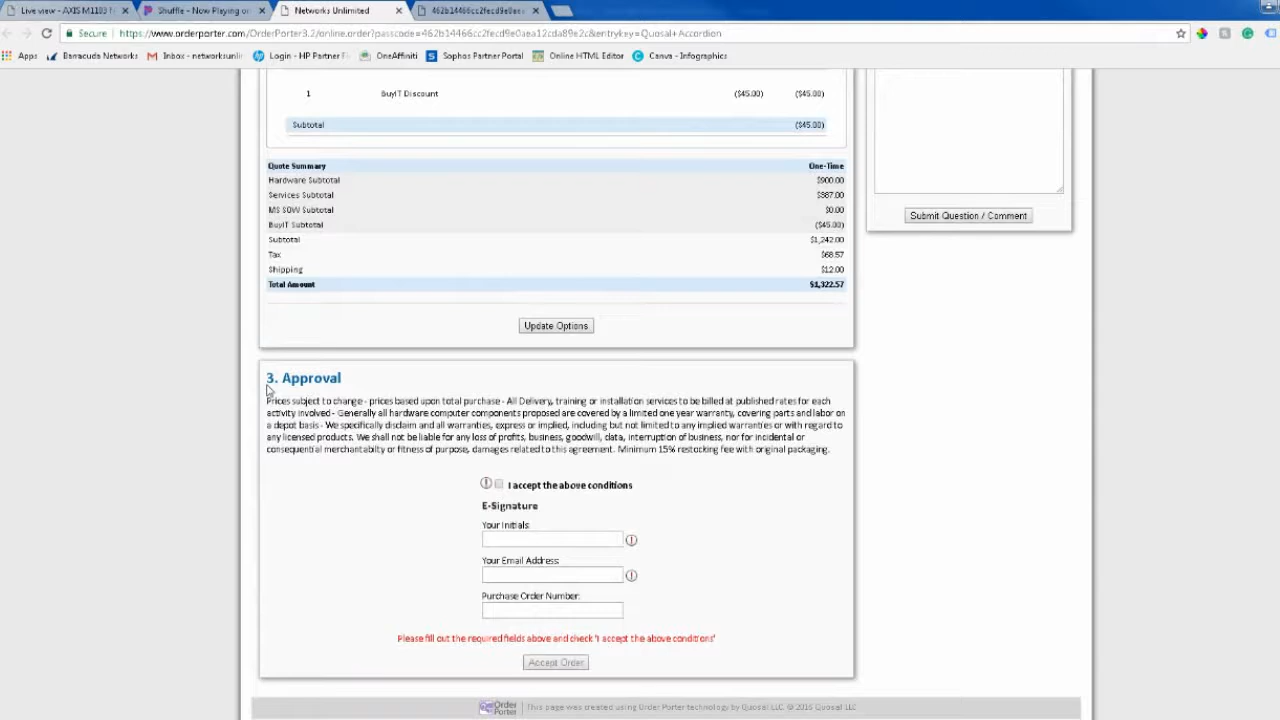 Live view - AXIS M1103 N
Shuffle - Now Playing on
Networks Unlimited
462b14466cc2fecd9e0aea
Secure https://www.orderporter.com/OrderPorter3.2/online.order?passcode=462b14466cc2fecd9e0aea12cda89e2c&entrykey=Quosal+Accordion
Apps Barracuda Networks Inbox - networksunli Login - HP Partner F OneAffiniti Sophos Partner Portal Online HTML Editor Canva - Infographics
1 BuyIT Discount ($45.00) ($45.00)
Subtotal ($45.00)
Quote Summary One-Time
Hardware Subtotal $900.00
Services Subtotal $387.00
MS SOW Subtotal $0.00
BuyIT Subtotal ($45.00)
Subtotal $1,242.00
Tax $68.57
Shipping $12.00
Total Amount $1,322.57
Update Options
Submit Question / Comment
3. Approval
Prices subject to change - prices based upon total purchase - All Delivery, training or installation services to be billed at published rates for each
activity involved - Generally all hardware computer components proposed are covered by a limited one year warranty, covering parts and labor on
a depot basis - We specifically disclaim and all warranties, express or implied, including but not limited to any implied warranties or with regard to
any licensed products. We shall not be liable for any loss of profits, business, goodwill, data, interruption of business, nor for incidental or
consequential merchantability or fitness of purpose, damages related to this agreement. Minimum 15% restocking fee with original packaging.
I accept the above conditions
E-Signature
Your Initials:
Your Email Address:
Purchase Order Number:
Please fill out the required fields above and check 'I accept the above conditions'
Accept Order
Order Porter This page was created using Order Porter technology by Quosal LLC. © 2016 Quosal LLC